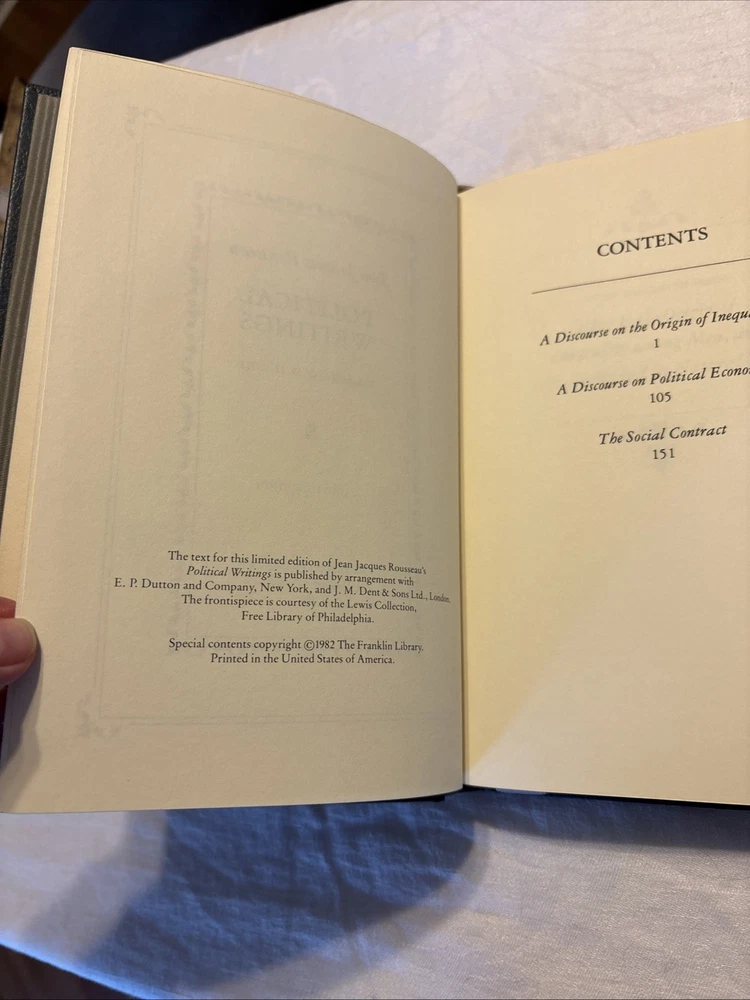 The text for this limited edition of Jean Jacques Rousseau's
Political Writings is published by arrangement with
E. P. Dutton and Company, New York, and J. M. Dent & Sons Ltd., London.
The frontispiece is courtesy of the Lewis Collection,
Free Library of Philadelphia.
Special contents copyright ©1982 The Franklin Library.
Printed in the United States of America.
CONTENTS
A Discourse on the Origin of Inequa
1
A Discourse on Political Econo
105
The Social Contract
151